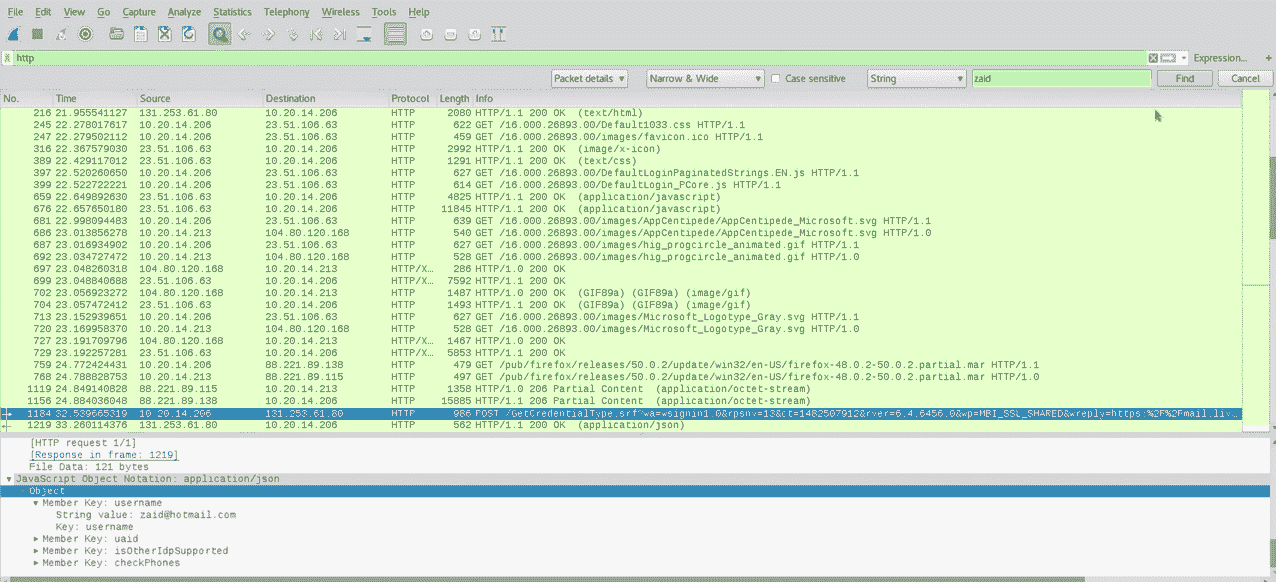 File Edit View Go Capture Analyze Statistics Telephony Wireless Tools Help
http Expression... +
Packet details Narrow & Wide Case sensitive String zaid Find Cancel
No. Time Source Destination Protocol Length Info
216 21.955541127 131.253.61.80 10.20.14.206 HTTP 2080 HTTP/1.1 200 OK (text/html)
245 22.278017617 10.20.14.206 23.51.106.63 HTTP 622 GET /16.000.26893.00/Default1033.css HTTP/1.1
247 22.279502112 10.20.14.206 23.51.106.63 HTTP 459 GET /16.000.26893.00/images/favicon.ico HTTP/1.1
316 22.367579030 23.51.106.63 10.20.14.206 HTTP 2992 HTTP/1.1 200 OK (image/x-icon)
389 22.429117012 23.51.106.63 10.20.14.206 HTTP 1291 HTTP/1.1 200 OK (text/css)
397 22.520260650 10.20.14.206 23.51.106.63 HTTP 627 GET /16.000.26893.00/DefaultLoginPaginatedStrings.EN.js HTTP/1.1
399 22.522722221 10.20.14.206 23.51.106.63 HTTP 614 GET /16.000.26893.00/DefaultLogin_PCore.js HTTP/1.1
659 22.649892630 23.51.106.63 10.20.14.206 HTTP 4825 HTTP/1.1 200 OK (application/javascript)
676 22.657650180 23.51.106.63 10.20.14.206 HTTP 11845 HTTP/1.1 200 OK (application/javascript)
681 22.998094483 10.20.14.206 23.51.106.63 HTTP 639 GET /16.000.26893.00/images/AppCentipede/AppCentipede_Microsoft.svg HTTP/1.1
686 23.013856278 10.20.14.213 104.80.120.168 HTTP 540 GET /16.000.26893.00/images/AppCentipede/AppCentipede_Microsoft.svg HTTP/1.0
687 23.016934902 10.20.14.206 23.51.106.63 HTTP 627 GET /16.000.26893.00/images/hig_progcircle_animated.gif HTTP/1.1
692 23.034727472 10.20.14.213 104.80.120.168 HTTP 528 GET /16.000.26893.00/images/hig_progcircle_animated.gif HTTP/1.0
697 23.048260318 104.80.120.168 10.20.14.213 HTTP/X… 286 HTTP/1.0 200 OK
699 23.048840688 23.51.106.63 10.20.14.206 HTTP/X… 7592 HTTP/1.1 200 OK
702 23.056923272 104.80.120.168 10.20.14.213 HTTP 1487 HTTP/1.0 200 OK (GIF89a) (GIF89a) (image/gif)
704 23.057472412 23.51.106.63 10.20.14.206 HTTP 1493 HTTP/1.1 200 OK (GIF89a) (GIF89a) (image/gif)
713 23.152939651 10.20.14.206 23.51.106.63 HTTP 627 GET /16.000.26893.00/images/Microsoft_Logotype_Gray.svg HTTP/1.1
720 23.169958370 10.20.14.213 104.80.120.168 HTTP 528 GET /16.000.26893.00/images/Microsoft_Logotype_Gray.svg HTTP/1.0
727 23.191709796 104.80.120.168 10.20.14.213 HTTP/X… 1467 HTTP/1.0 200 OK
729 23.192257281 23.51.106.63 10.20.14.206 HTTP/X… 5853 HTTP/1.1 200 OK
759 24.772424431 10.20.14.206 88.221.88.138 HTTP 479 GET /pub/firefox/releases/50.0.2/update/win32/en-US/firefox-48.0.2-50.0.2.partial.mar HTTP/1.1
768 24.788828753 10.20.14.213 88.221.89.115 HTTP 497 GET /pub/firefox/releases/50.0.2/update/win32/en-US/firefox-48.0.2-50.0.2.partial.mar HTTP/1.0
1119 24.849140828 88.221.89.115 10.20.14.213 HTTP 1358 HTTP/1.0 206 Partial Content (application/octet-stream)
1156 24.884036048 88.221.88.138 10.20.14.206 HTTP 15885 HTTP/1.1 206 Partial Content (application/octet-stream)
1184 32.539665319 10.20.14.206 131.253.61.80 HTTP 986 POST /GetCredentialType.srf?wa=wsignin1.0&rpsnv=13&ct=1482507912&rver=6.4.6456.0&wp=MBI_SSL_SHARED&wreply=https:%2F%2Fmail.liv…
1219 33.260114376 131.253.61.80 10.20.14.206 HTTP 562 HTTP/1.1 200 OK (application/json)
[HTTP request 1/1]
[Response in frame: 1219]
File Data: 121 bytes
JavaScript Object Notation: application/json
Object
Member Key: username
String value: zaid@hotmail.com
Key: username
Member Key: uaid
Member Key: isOtherIdpSupported
Member Key: checkPhones